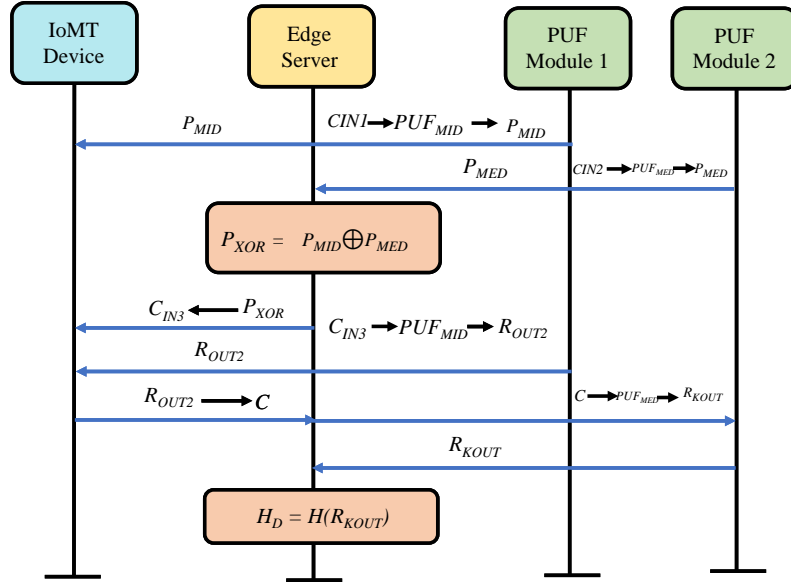 IoMT
Device
Edge
Server
PUF
Module 1
PUF
Module 2
P_MID
CIN1 → PUF_MID → P_MID
P_MED
CIN2 → PUF_MED → P_MED
P_XOR = P_MID ⊕ P_MED
C_IN3 ← P_XOR
C_IN3 → PUF_MID → R_OUT2
R_OUT2
R_OUT2 → C
C → PUF_MED → R_KOUT
R_KOUT
H_D = H(R_KOUT)